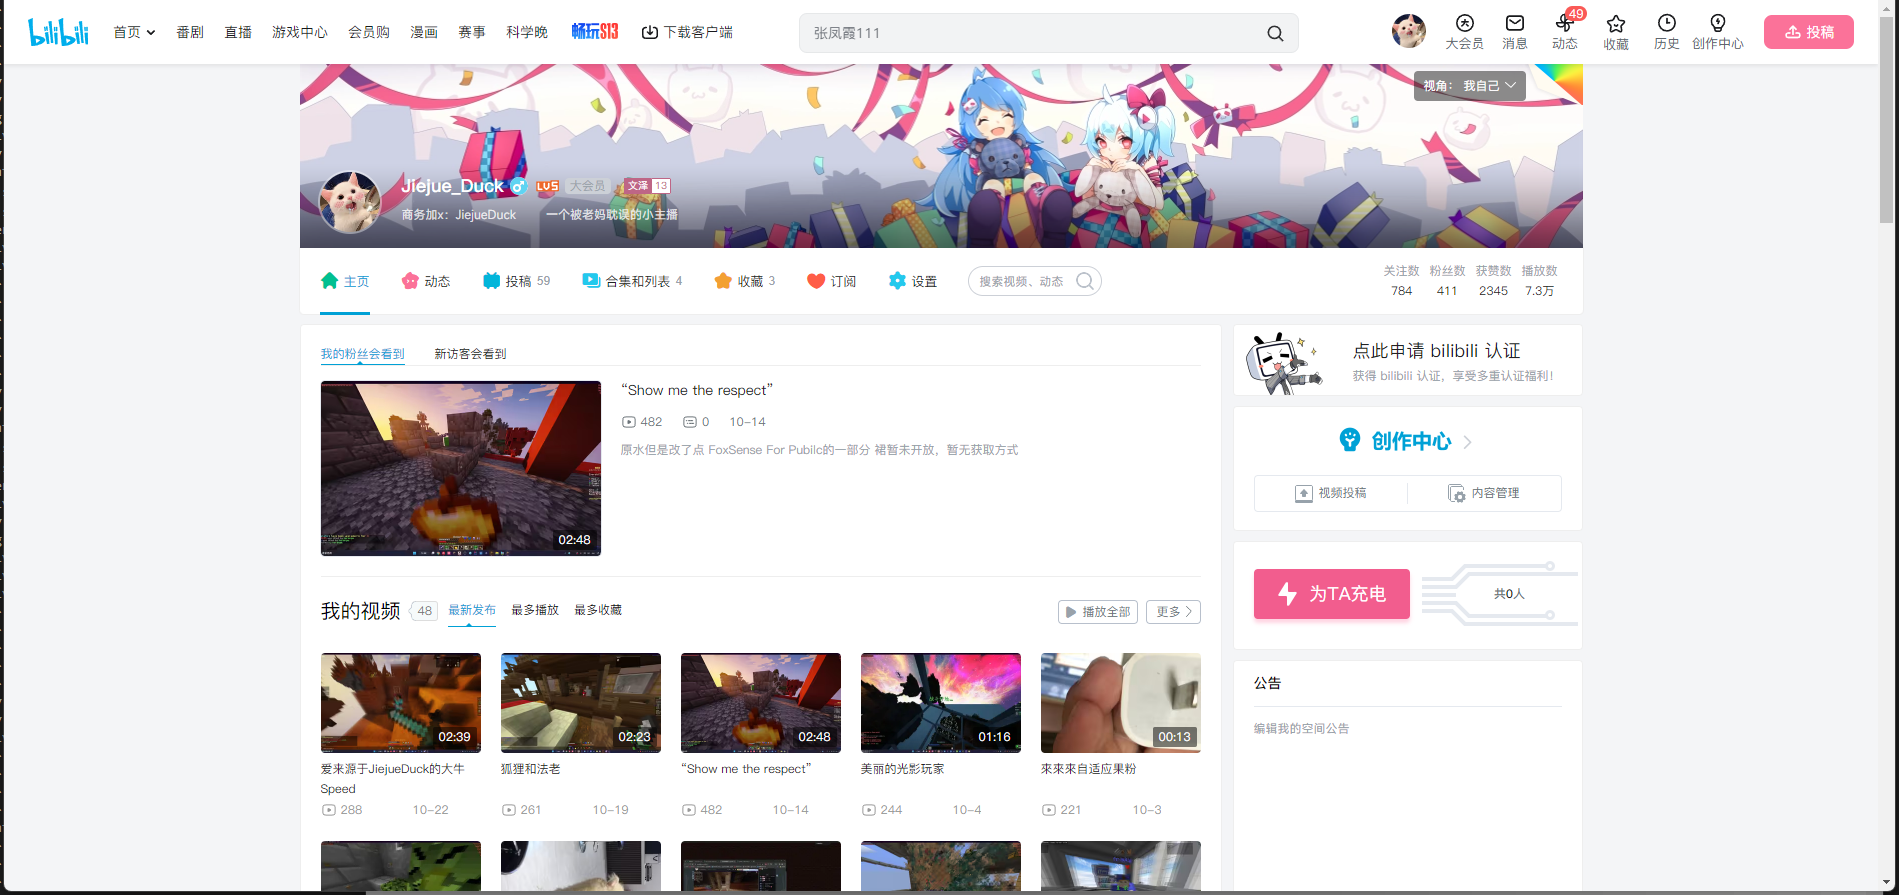 bilibili
首页
番剧
直播
游戏中心
会员购
漫画
赛事
科学晚
畅玩S13
下载客户端
张凤霞111
大会员
消息
49
动态
收藏
历史
创作中心
投稿
视角： 我自己
Jiejue_Duck LV5 大会员 文泽 13
商务加x：JiejueDuck 一个被老妈耽误的小主播
主页
动态
投稿 59
合集和列表 4
收藏 3
订阅
设置
搜索视频、动态
关注数 粉丝数 获赞数 播放数
784 411 2345 7.3万
我的粉丝会看到 新访客会看到
“Show me the respect”
482 0 10-14
原水但是改了点 FoxSense For Pubilc的一部分 裙暂未开放，暂无获取方式
02:48
点此申请 bilibili 认证
获得 bilibili 认证，享受多重认证福利！
创作中心
视频投稿 内容管理
为TA充电
共0人
公告
编辑我的空间公告
我的视频 48 最新发布 最多播放 最多收藏
播放全部 更多
02:39 02:23 02:48 01:16 00:13
爱来源于JiejueDuck的大牛
Speed
288 10-22
狐狸和法老
261 10-19
“Show me the respect”
482 10-14
美丽的光影玩家
244 10-4
來來來自适应果粉
221 10-3